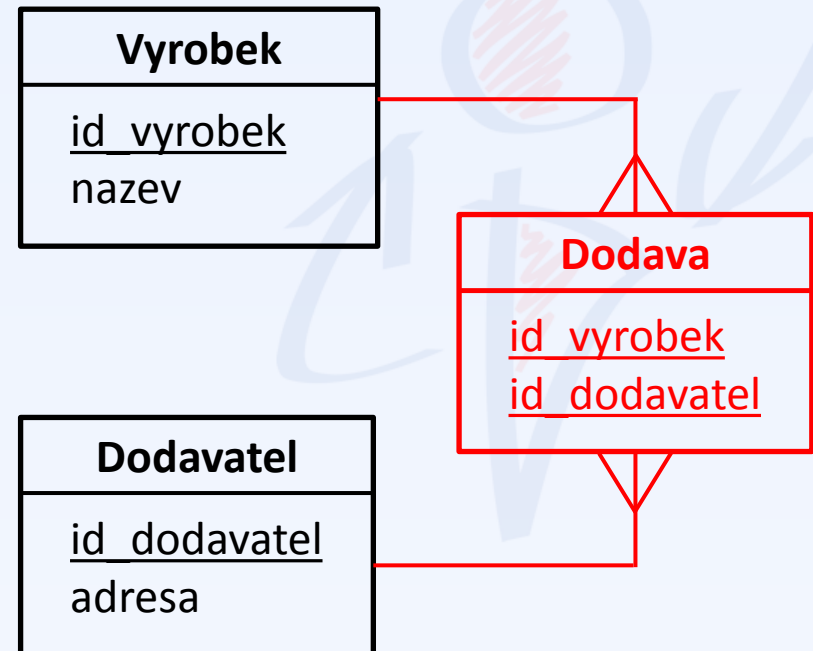 Vyrobek
id_vyrobek
nazev
Dodava
id_vyrobek
id_dodavatel
Dodavatel
id_dodavatel
adresa